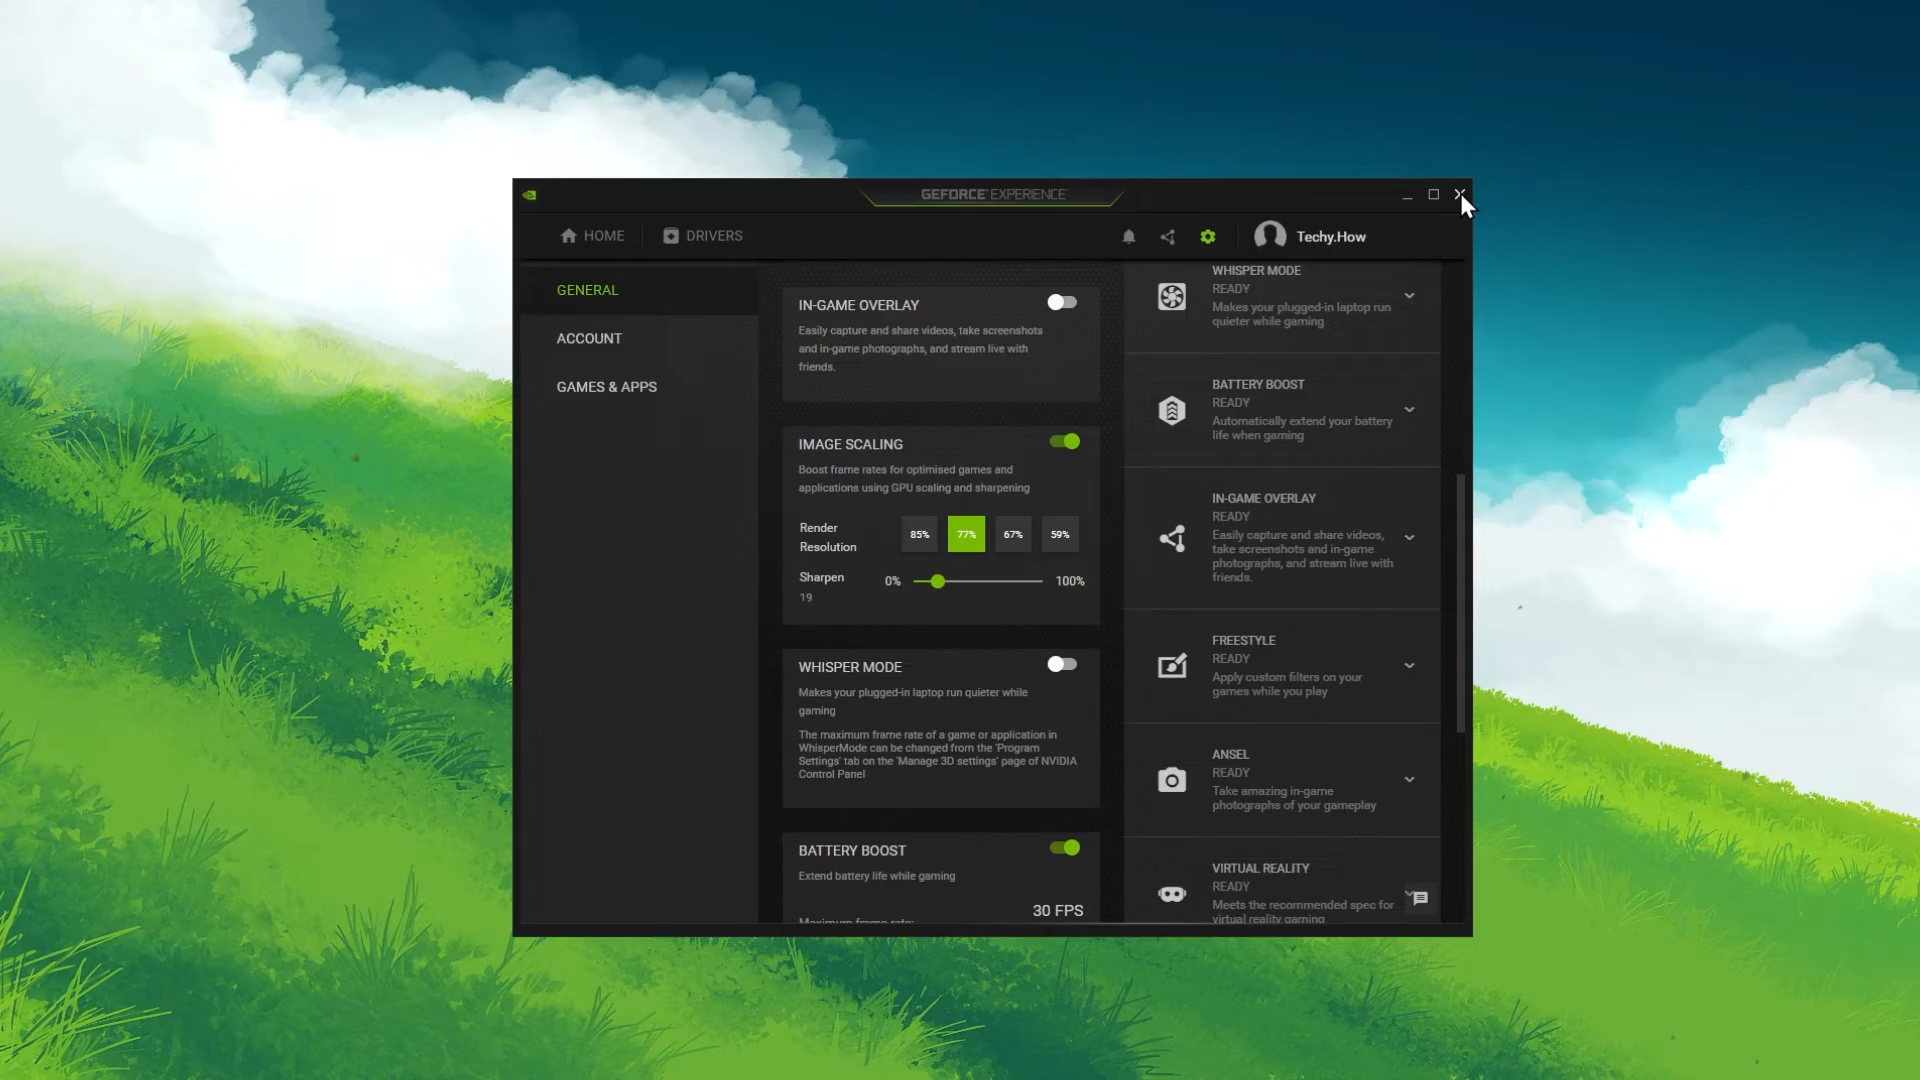 GEFORCE EXPERIENCE
HOME
DRIVERS
Techy.How
GENERAL
ACCOUNT
GAMES & APPS
IN-GAME OVERLAY
Easily capture and share videos, take screenshots
and in-game photographs, and stream live with
friends.
IMAGE SCALING
Boost frame rates for optimised games and
applications using GPU scaling and sharpening
Render
Resolution
85%
77%
67%
59%
Sharpen
19
0%
100%
WHISPER MODE
Makes your plugged-in laptop run quieter while
gaming
The maximum frame rate of a game or application in
WhisperMode can be changed from the 'Program
Settings' tab on the 'Manage 3D settings' page of NVIDIA
Control Panel
BATTERY BOOST
Extend battery life while gaming
30 FPS
Maximum frame rate:
WHISPER MODE
READY
Makes your plugged-in laptop run
quieter while gaming
BATTERY BOOST
READY
Automatically extend your battery
life when gaming
IN-GAME OVERLAY
READY
Easily capture and share videos,
take screenshots and in-game
photographs, and stream live with
friends.
FREESTYLE
READY
Apply custom filters on your
games while you play
ANSEL
READY
Take amazing in-game
photographs of your gameplay
VIRTUAL REALITY
READY
Meets the recommended spec for
virtual reality gaming